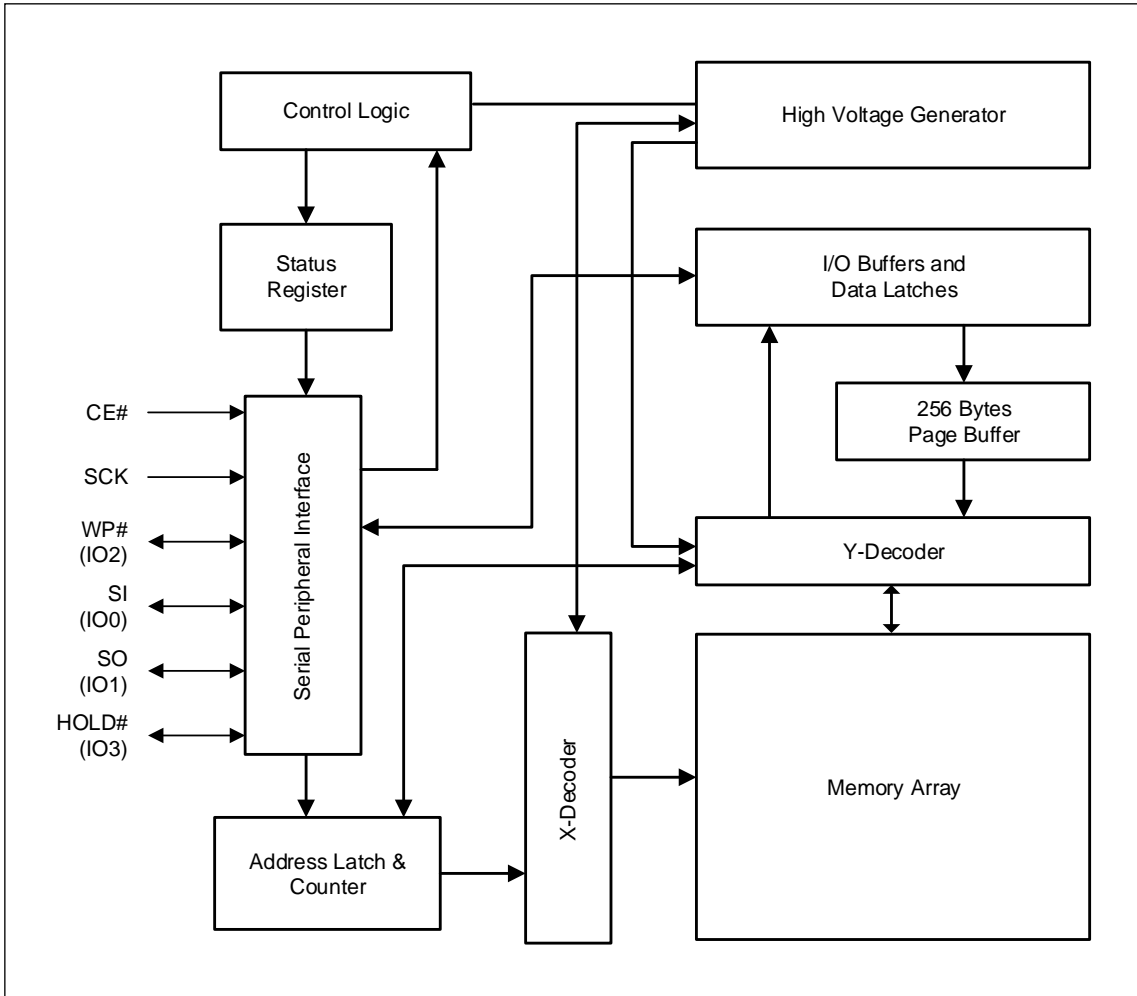 Control Logic
High Voltage Generator
Status
Register
I/O Buffers and
Data Latches
256 Bytes
Page Buffer
CE#
SCK
WP#
(IO2)
SI
(IO0)
SO
(IO1)
HOLD#
(IO3)
Serial Peripheral Interface
Y-Decoder
X-Decoder
Memory Array
Address Latch &
Counter